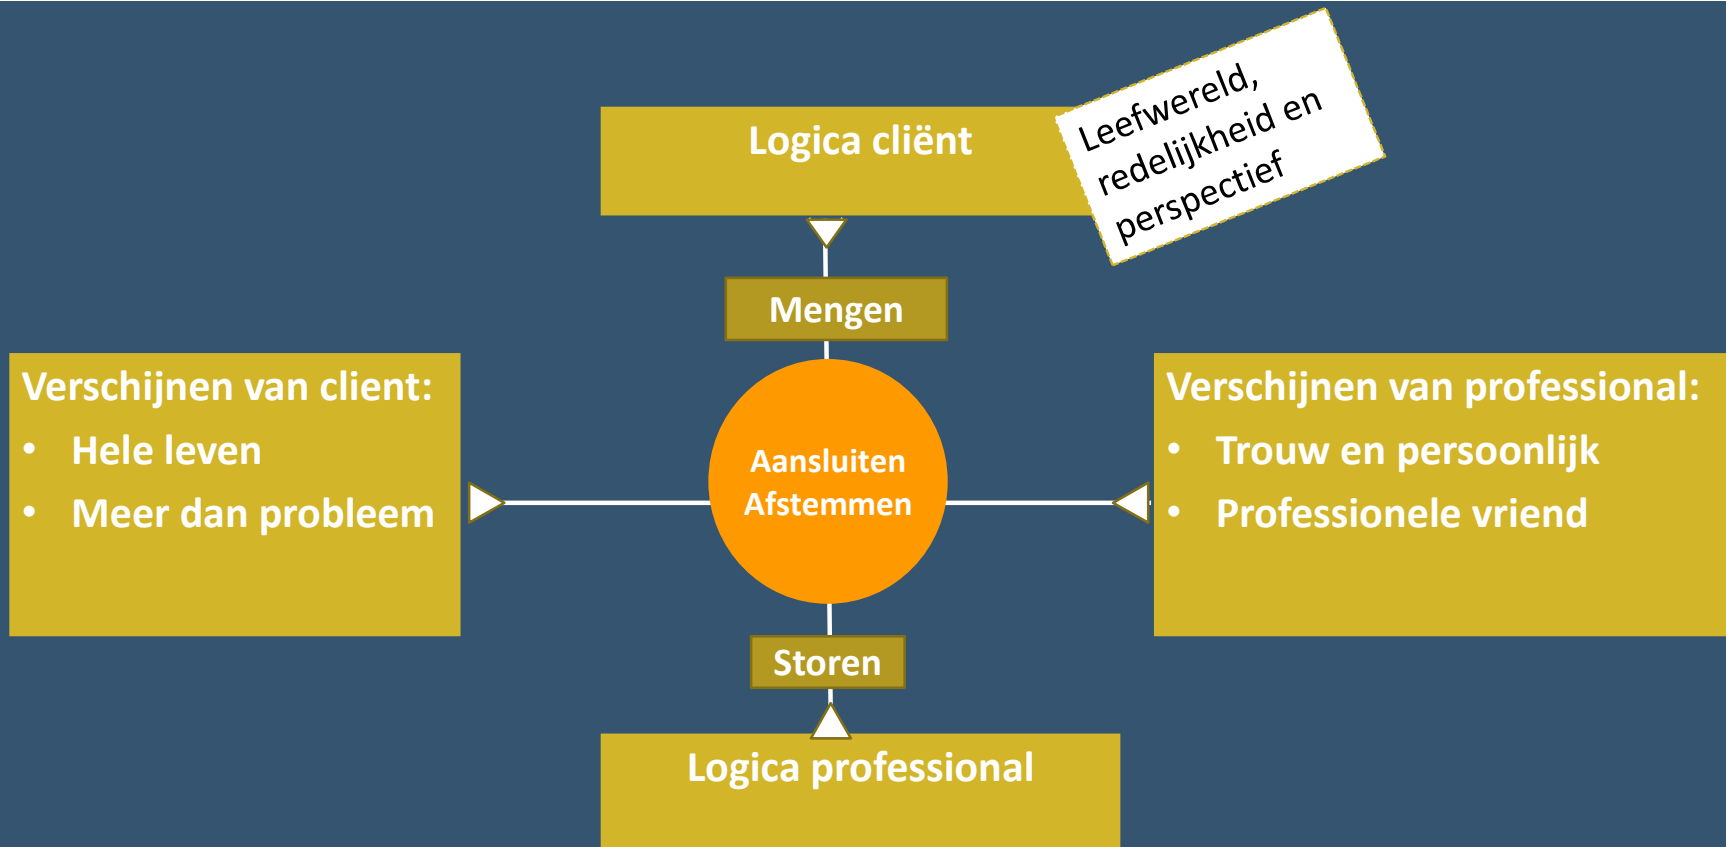 Logica cliënt
Leefwereld,
redelijkheid en
perspectief
Mengen
Verschijnen van client:
• Hele leven
• Meer dan probleem
Aansluiten
Afstemmen
Verschijnen van professional:
• Trouw en persoonlijk
• Professionele vriend
Storen
Logica professional